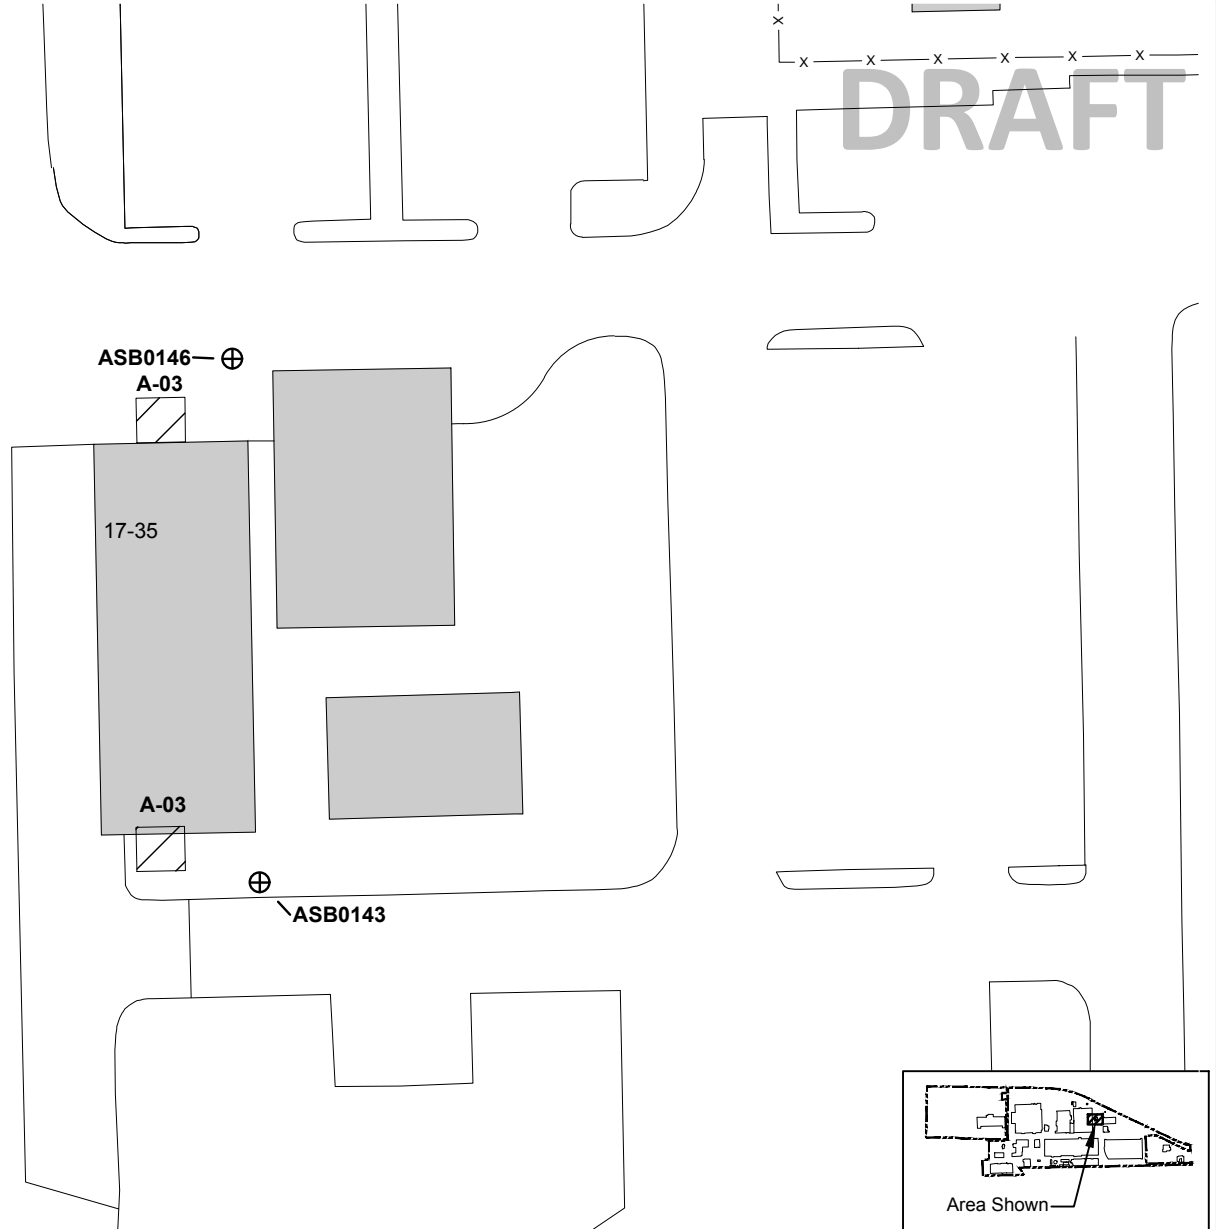 X
X X X X X X
DRAFT
ASB0146
A-03
17-35
A-03
ASB0143
Area Shown